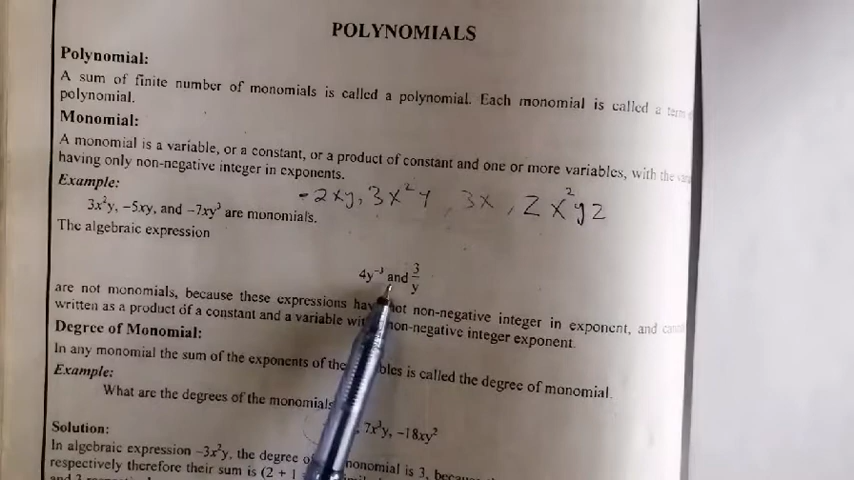 POLYNOMIALS
Polynomial:
A sum of finite number of monomials is called a polynomial. Each monomial is called a term
polynomial.
Monomial:
A monomial is a variable, or a constant, or a product of constant and one or more variables, with the
having only non-negative integer in exponents.
Example:
-2xy, 3x²y, 3x, 2x²yz
3x²y, −5xy, and −7xy³ are monomials.
The algebraic expression
4y⁻³ and 3/y
are not monomials, because these expressions have not non-negative integer in exponent, and
written as a product of a constant and a variable non-negative integer exponent.
Degree of Monomial:
In any monomial the sum of the exponents of the is called the degree of monomial.
Example:
What are the degrees of the monomials
7x³y, −18xy²
Solution:
In algebraic expression −3x²y, the degree of monomial is 3,
respectively therefore their sum is (2 + 1